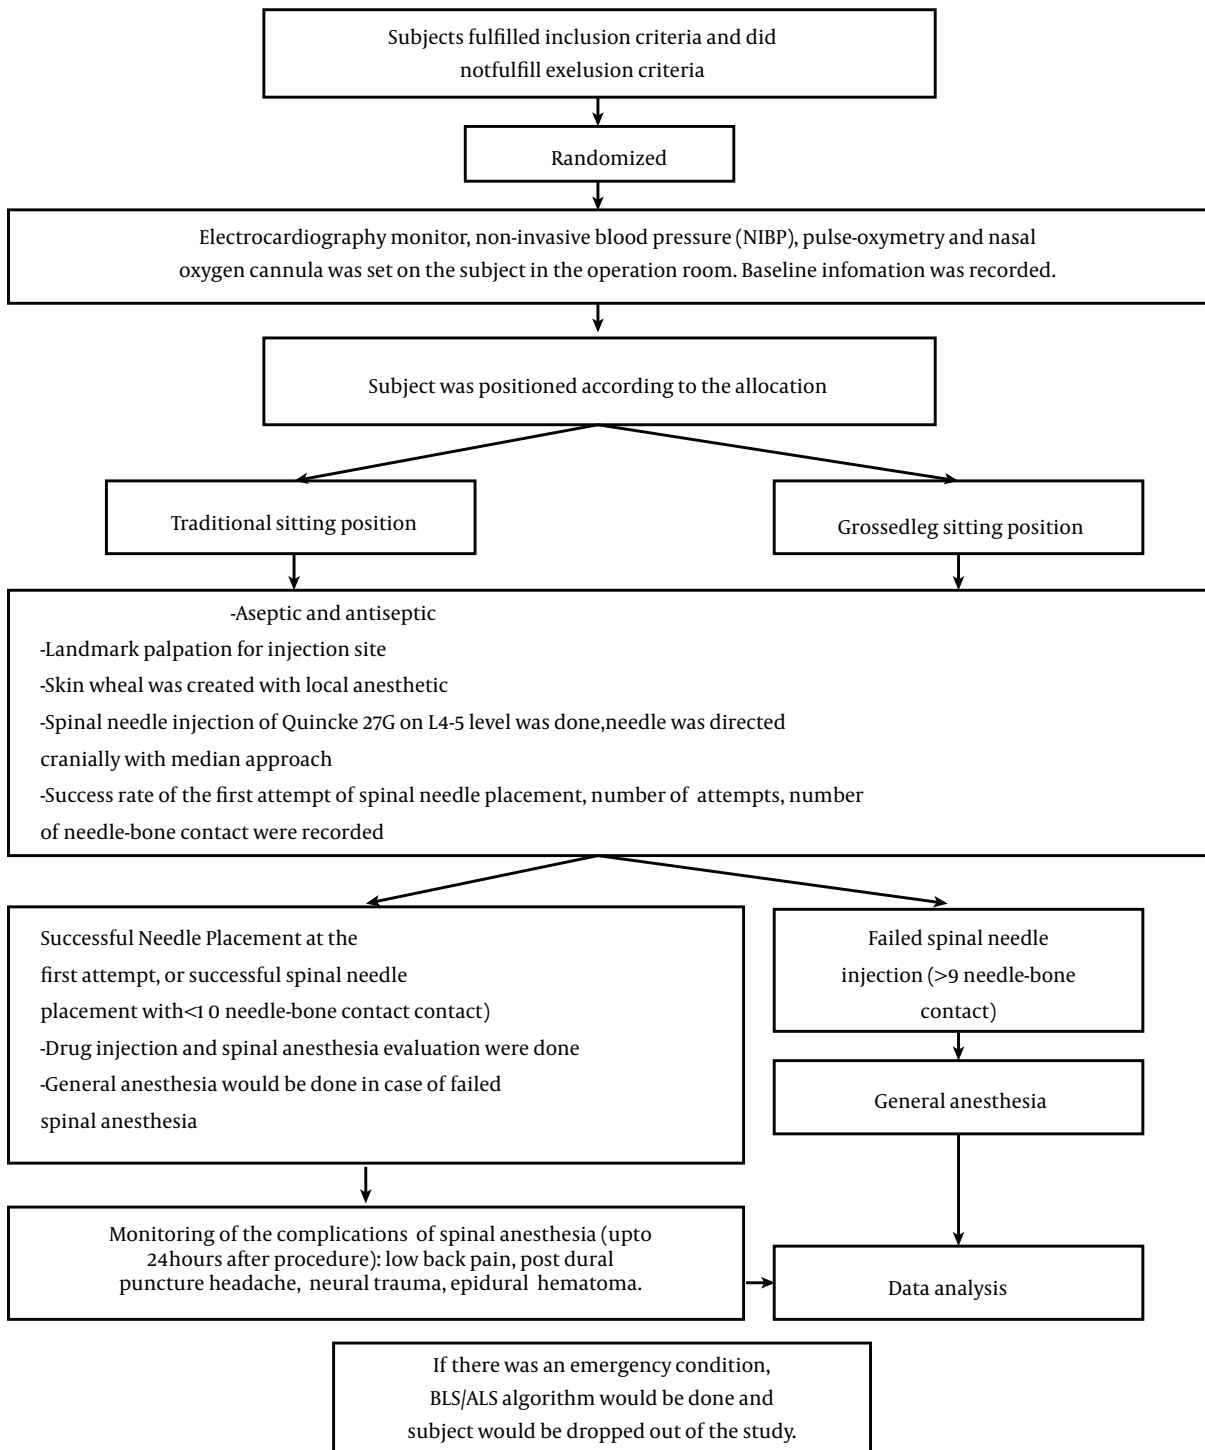 Subjects fulfilled inclusion criteria and did
notfulfill exelusion criteria
Randomized
Electrocardiography monitor, non-invasive blood pressure (NIBP), pulse-oxymetry and nasal
oxygen cannula was set on the subject in the operation room. Baseline infomation was recorded.
Subject was positioned according to the allocation
Traditional sitting position
Grossedleg sitting position
-Aseptic and antiseptic
-Landmark palpation for injection site
-Skin wheal was created with local anesthetic
-Spinal needle injection of Quincke 27G on L4-5 level was done,needle was directed
cranially with median approach
-Success rate of the first attempt of spinal needle placement, number of attempts, number
of needle-bone contact were recorded
Successful Needle Placement at the
first attempt, or successful spinal needle
placement with<1 0 needle-bone contact contact)
-Drug injection and spinal anesthesia evaluation were done
-General anesthesia would be done in case of failed
spinal anesthesia
Failed spinal needle
injection (>9 needle-bone
contact)
General anesthesia
Monitoring of the complications of spinal anesthesia (upto
24hours after procedure): low back pain, post dural
puncture headache, neural trauma, epidural hematoma.
Data analysis
If there was an emergency condition,
BLS/ALS algorithm would be done and
subject would be dropped out of the study.